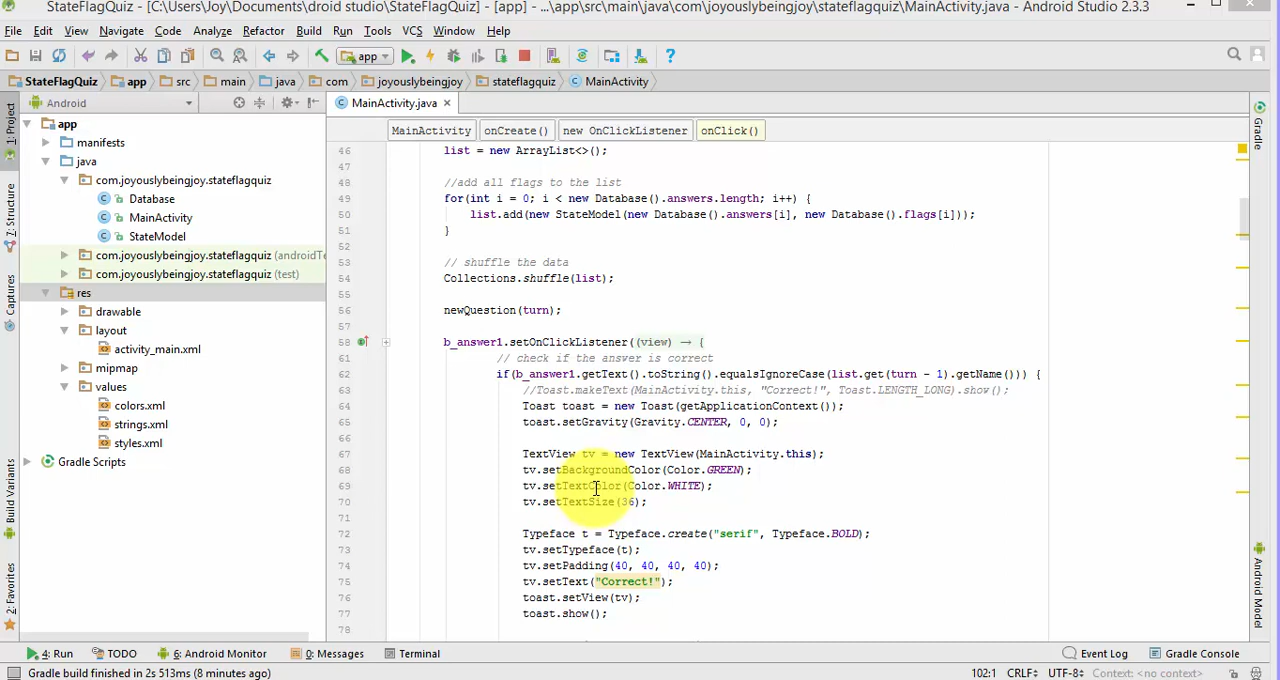 StateFlagQuiz - [C:\Users\Joy\Documents\droid studio\StateFlagQuiz] - [app] - ...\app\src\main\java\com\joyouslybeingjoy\stateflagquiz\MainActivity.java - Android Studio 2.3.3
File Edit View Navigate Code Analyze Refactor Build Run Tools VCS Window Help
app
StateFlagQuiz app src main java com joyouslybeingjoy stateflagquiz MainActivity
Android
MainActivity.java
MainActivity onCreate() new OnClickListener onClick()
1: Project
7: Structure
Captures
Build Variants
2: Favorites
app
manifests
java
com.joyouslybeingjoy.stateflagquiz
Database
MainActivity
StateModel
com.joyouslybeingjoy.stateflagquiz (androidTe
com.joyouslybeingjoy.stateflagquiz (test)
res
drawable
layout
activity_main.xml
mipmap
values
colors.xml
strings.xml
styles.xml
Gradle Scripts
46 list = new ArrayList<>();
47
48 //add all flags to the list
49 for(int i = 0; i < new Database().answers.length; i++) {
50 list.add(new StateModel(new Database().answers[i], new Database().flags[i]));
51 }
52
53 // shuffle the data
54 Collections.shuffle(list);
55
56 newQuestion(turn);
57
58 b_answer1.setOnClickListener((view) → {
61 // check if the answer is correct
62 if(b_answer1.getText().toString().equalsIgnoreCase(list.get(turn - 1).getName())) {
63 //Toast.makeText(MainActivity.this, "Correct!", Toast.LENGTH_LONG).show();
64 Toast toast = new Toast(getApplicationContext());
65 toast.setGravity(Gravity.CENTER, 0, 0);
66
67 TextView tv = new TextView(MainActivity.this);
68 tv.setBackgroundColor(Color.GREEN);
69 tv.setTextColor(Color.WHITE);
70 tv.setTextSize(36);
71
72 Typeface t = Typeface.create("serif", Typeface.BOLD);
73 tv.setTypeface(t);
74 tv.setPadding(40, 40, 40, 40);
75 tv.setText("Correct!");
76 toast.setView(tv);
77 toast.show();
78
Gradle
Android Model
4: Run TODO 6: Android Monitor 0: Messages Terminal Event Log Gradle Console
Gradle build finished in 2s 513ms (8 minutes ago) 102:1 CRLF÷ UTF-8÷ Context: <no context>